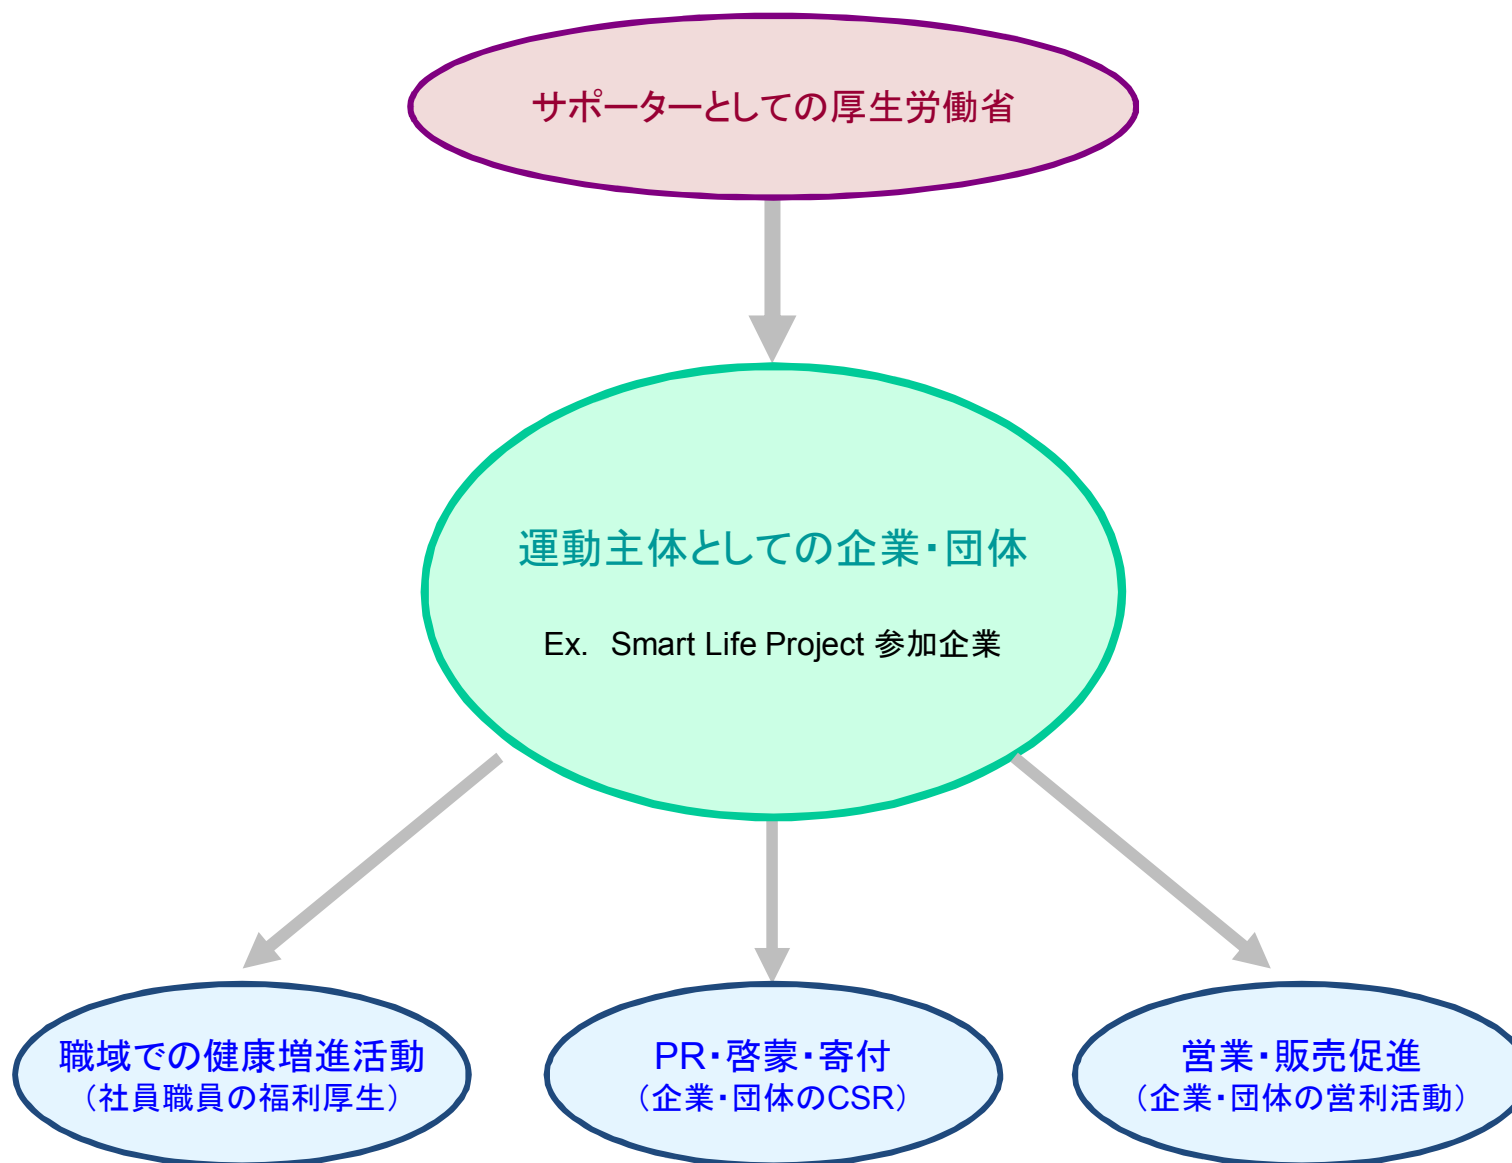 サポーターとしての厚生労働省
運動主体としての企業・団体
Ex. Smart Life Project 参加企業
職域での健康増進活動
（社員職員の福利厚生）
PR・啓蒙・寄付
（企業・団体のCSR）
営業・販売促進
（企業・団体の営利活動）